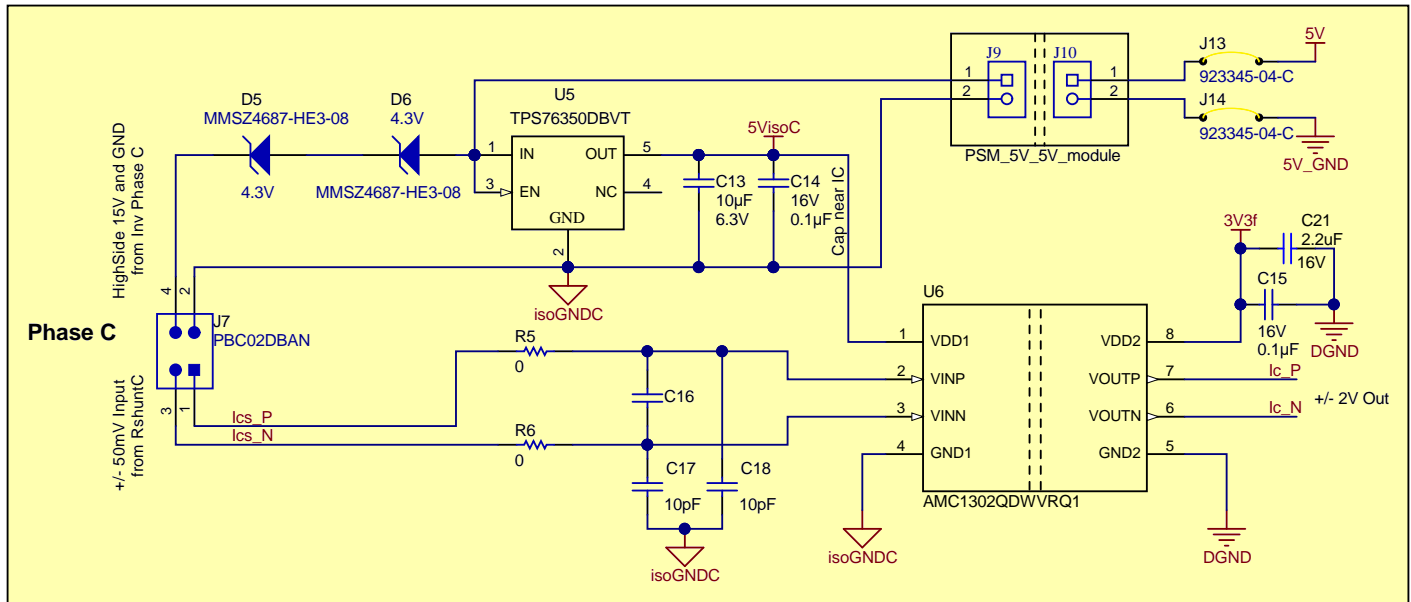 J9
J10
1
2
1
2
PSM_5V_5V_module
J13
923345-04-C
5V
J14
923345-04-C
5V_GND
D5
MMSZ4687-HE3-08
4.3V
D6
4.3V
MMSZ4687-HE3-08
U5
TPS76350DBVT
1
IN
OUT
5
3
EN
NC
4
GND
2
isoGNDC
5VisoC
C13
10µF
6.3V
C14
16V
0.1µF
Cap near IC
HighSide 15V and GND
from Inv Phase C
4
2
Phase C
J7
PBC02DBAN
3
1
+/- 50mV Input
from RshuntC
Ics_P
Ics_N
R5
0
R6
0
C16
C17
10pF
C18
10pF
isoGNDC
3V3f
C21
2.2uF
16V
C15
16V
0.1µF
DGND
U6
1
VDD1
VDD2
8
2
VINP
VOUTP
7
Ic_P
3
VINN
VOUTN
6
Ic_N
+/- 2V Out
4
GND1
GND2
5
AMC1302QDWVRQ1
isoGNDC
DGND